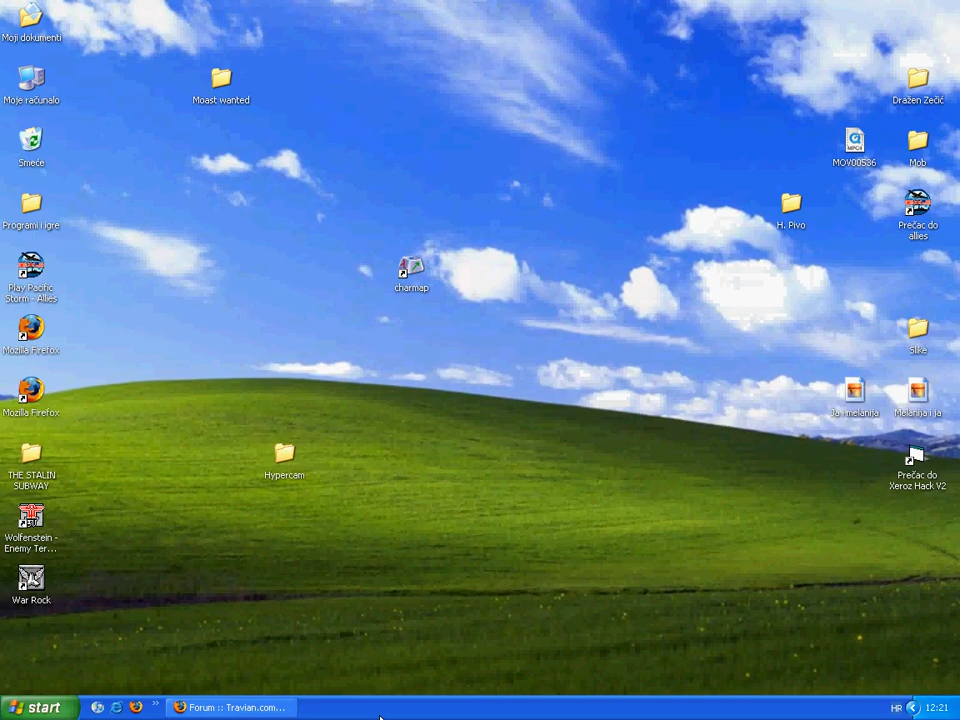 Moji dokumenti
Moje računalo
Moast wanted
Dražen Zečić
Smeće
MOV00536
Mob
Programi i igre
H. Pivo
Prečac do
allies
Play Pacific
Storm - Allies
charmap
Mozilla Firefox
Slike
Mozilla Firefox
Ja i melanija
Melanija i ja
THE STALIN
SUBWAY
Hypercam
Prečac do
Xeroz Hack V2
Wolfenstein -
Enemy Ter...
War Rock
start
Forum :: Travian.com...
HR
12:21